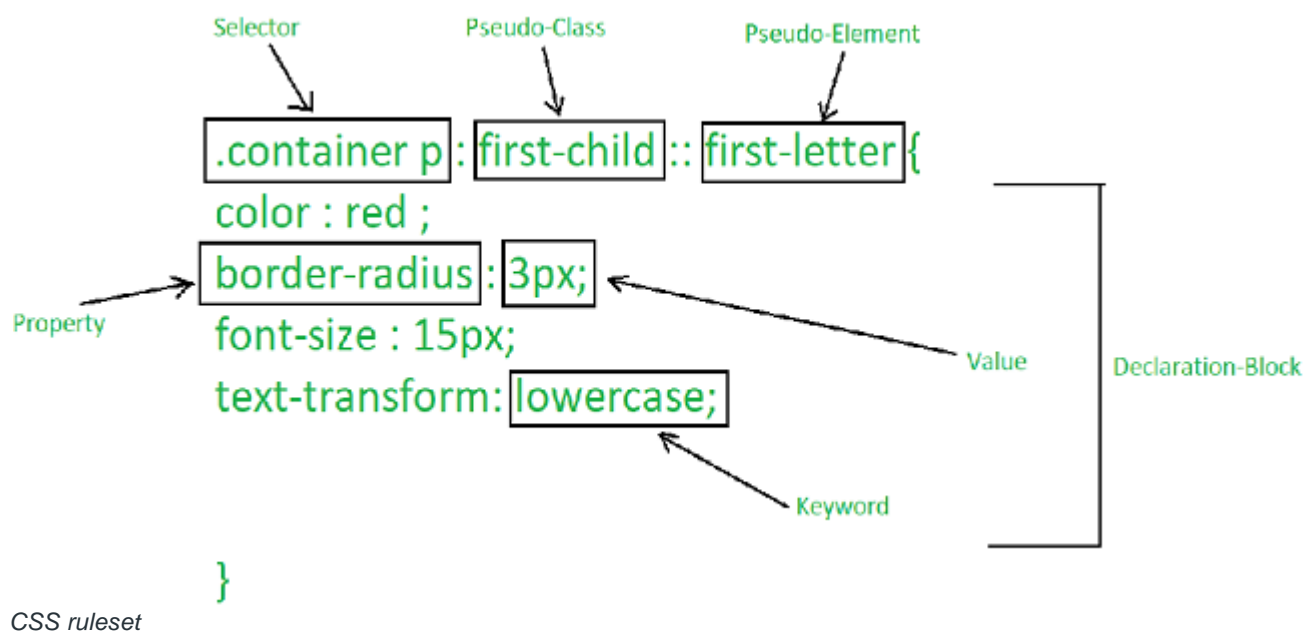 Selector Pseudo-Class Pseudo-Element
.container p : first-child :: first-letter {
color : red ;
border-radius : 3px;
Property
font-size : 15px;
Value
Declaration-Block
text-transform: lowercase;
Keyword
}
CSS ruleset